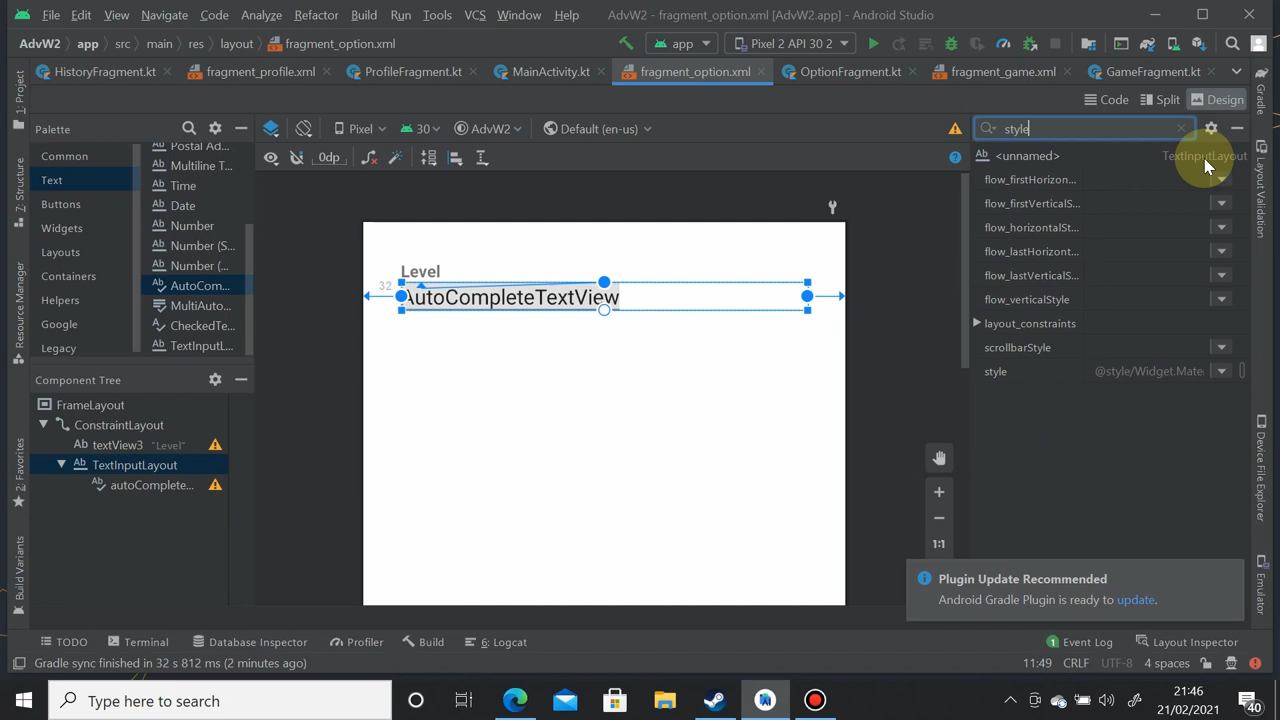 File Edit View Navigate Code Analyze Refactor Build Run Tools VCS Window Help AdvW2 - fragment_option.xml [AdvW2.app] - Android Studio
AdvW2 app src main res layout fragment_option.xml app Pixel 2 API 30 2
HistoryFragment.kt fragment_profile.xml ProfileFragment.kt MainActivity.kt fragment_option.xml OptionFragment.kt fragment_game.xml GameFragment.kt
Code Split Design
Palette Pixel 30 AdvW2 Default (en-us) style
0dp
Common
Text
Buttons
Widgets
Layouts
Containers
Helpers
Google
Legacy
Postal Ad...
Multiline T...
Time
Date
Number
Number (S...
Number (...
AutoCom...
MultiAuto...
CheckedTe...
TextInputL...
Component Tree
FrameLayout
ConstraintLayout
textView3 "Level"
TextInputLayout
autoComplete...
Level
32
AutoCompleteTextView
1:1
<unnamed> TextInputLayout
flow_firstHorizon...
flow_firstVerticalS...
flow_horizontalSt...
flow_lastHorizont...
flow_lastVerticalS...
flow_verticalStyle
layout_constraints
scrollbarStyle
style @style/Widget.Mate
Plugin Update Recommended
Android Gradle Plugin is ready to update.
1: Project
7: Structure
Resource Manager
2: Favorites
Build Variants
Gradle
Layout Validation
Device File Explorer
Emulator
TODO Terminal Database Inspector Profiler Build 6: Logcat 1 Event Log Layout Inspector
Gradle sync finished in 32 s 812 ms (2 minutes ago) 11:49 CRLF UTF-8 4 spaces
Type here to search
21:46
21/02/2021
40